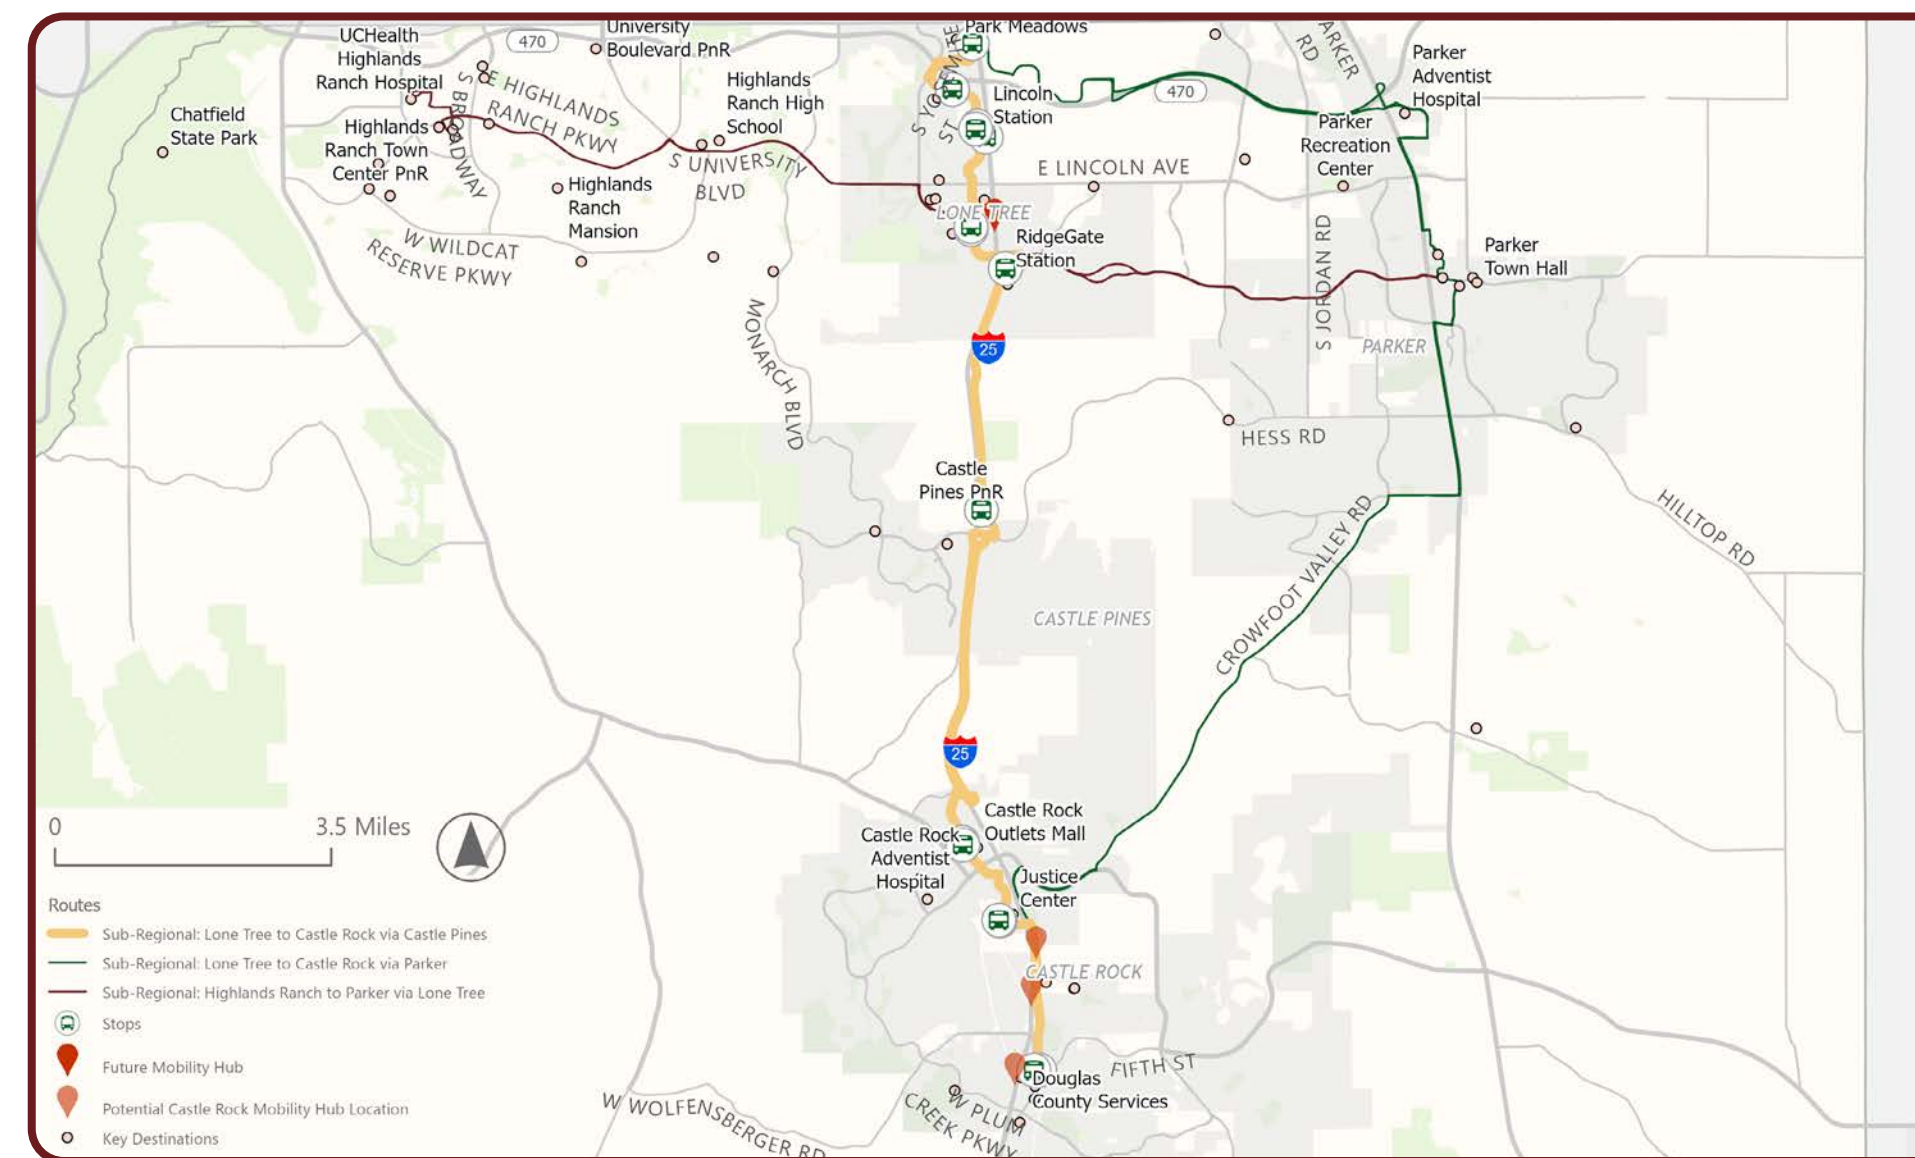 UCHealth
Highlands
Ranch Hospital
470
University
Boulevard PnR
Park Meadows
PARKER
RD
Parker
Adventist
Hospital
Chatfield
State Park
S BROADWAY
E HIGHLANDS
RANCH PKWY
Highlands
Ranch High
School
S YOSEMITE
ST
Lincoln
Station
470
Highlands
Ranch Town
Center PnR
Parker
Recreation
Center
S UNIVERSITY
BLVD
E LINCOLN AVE
Highlands
Ranch
Mansion
LONE TREE
W WILDCAT
RESERVE PKWY
RidgeGate
Station
S JORDAN RD
Parker
Town Hall
MONARCH BLVD
25
PARKER
HESS RD
Castle
Pines PnR
HILLTOP RD
CROWFOOT VALLEY RD
CASTLE PINES
25
Castle Rock
Outlets Mall
Castle Rock
Adventist
Hospital
Justice
Center
CASTLE ROCK
FIFTH ST
Douglas
County Services
W PLUM
CREEK PKWY
W WOLFENSBERGER RD
0
3.5 Miles
Routes
Sub-Regional: Lone Tree to Castle Rock via Castle Pines
Sub-Regional: Lone Tree to Castle Rock via Parker
Sub-Regional: Highlands Ranch to Parker via Lone Tree
Stops
Future Mobility Hub
Potential Castle Rock Mobility Hub Location
Key Destinations